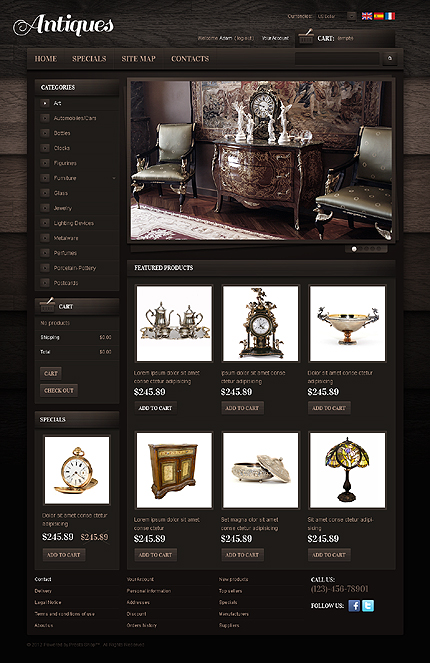 Antiques
Currencies: US Dollar
Welcome Adam ( log out ) Your Account CART: (empty)
HOME SPECIALS SITE MAP CONTACTS
CATEGORIES
Art
Automobiles/Cars
Bottles
Clocks
Figurines
Furniture
Glass
Jewelry
Lighting Devices
Metalware
Perfumes
Porcelain-Pottery
Postcards
CART
No products
Shipping $0.00
Total $0.00
CART
CHECK OUT
SPECIALS
Dolor sit amet conse ctetur
adipisicing
$245.89 $245.89
ADD TO CART
FEATURED PRODUCTS
Lorem ipsum dolor sit amet
conse ctetur adipisicing
$245.89
ADD TO CART
Ipsum dolor sit amet conse
ctetur adipisicing
$245.89
ADD TO CART
Dolor sit amet conse ctetur
adipisicing
$245.89
ADD TO CART
Lorem ipsum dolor sit amet
conse ctetur
$245.89
ADD TO CART
Set magna olor sit amet
conse ctetur
$245.89
ADD TO CART
Sit amet conse ctetur adipi-
sicing
$245.89
ADD TO CART
Contact
Delivery
Legal Notice
Terms and conditions of use
About us
Your Account
Personal information
Addresses
Discount
Orders history
New products
Top sellers
Specials
Manufacturers
Suppliers
CALL US:
(123)-456-78901
FOLLOW US:
© 2012 Powered by PrestaShop™. All Rights Reserved